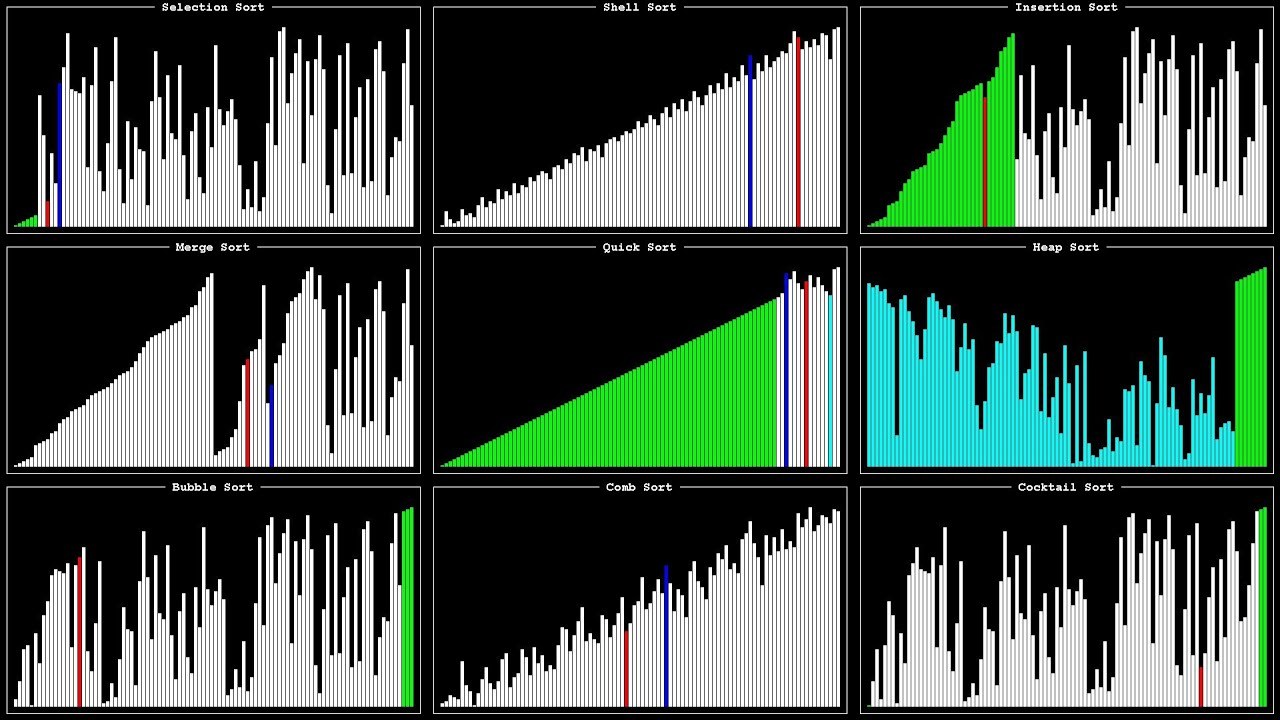 Selection Sort
Shell Sort
Insertion Sort
Merge Sort
Quick Sort
Heap Sort
Bubble Sort
Comb Sort
Cocktail Sort